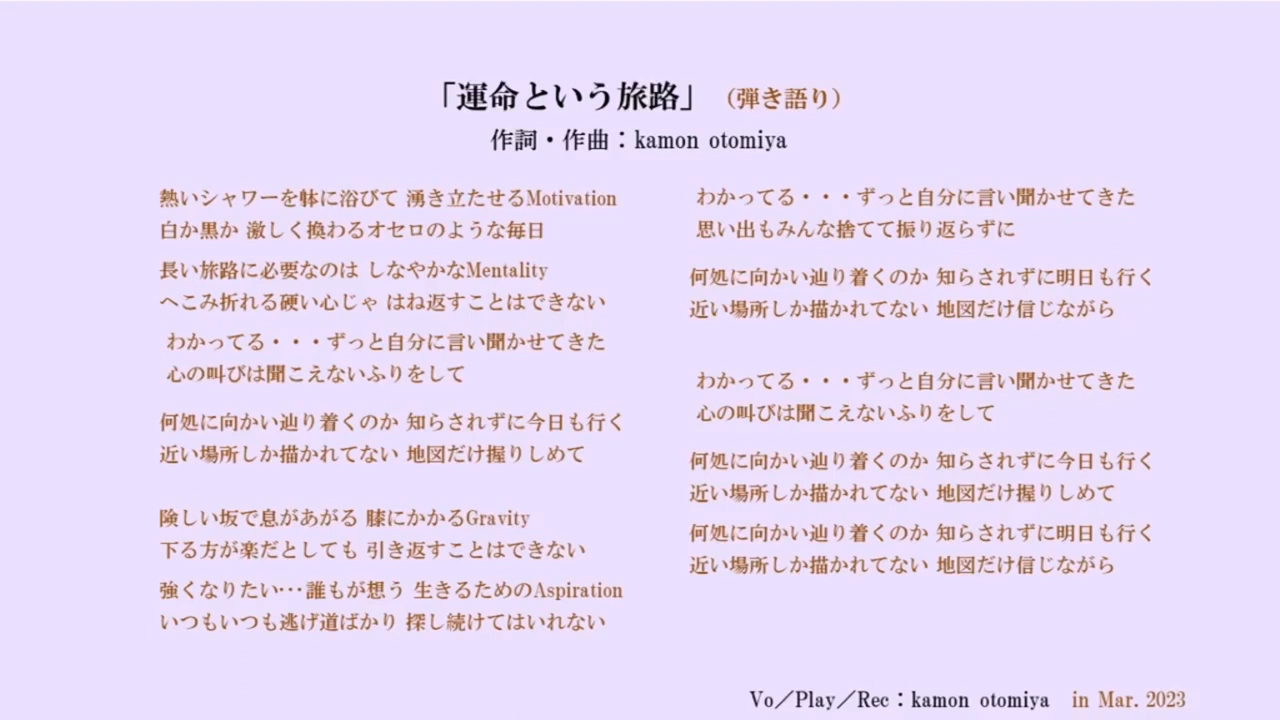 「運命という旅路」 （弾き語り）
作詞・作曲：kamon otomiya
熱いシャワーを躰に浴びて 湧き立たせるMotivation
白か黒か 激しく換わるオセロのような毎日
長い旅路に必要なのは しなやかなMentality
へこみ折れる硬い心じゃ はね返すことはできない
わかってる・・・ずっと自分に言い聞かせてきた
心の叫びは聞こえないふりをして
何処に向かい辿り着くのか 知らされずに今日も行く
近い場所しか描かれてない 地図だけ握りしめて
険しい坂で息があがる 膝にかかるGravity
下る方が楽だとしても 引き返すことはできない
強くなりたい･･･誰もが想う 生きるためのAspiration
いつもいつも逃げ道ばかり 探し続けてはいれない
わかってる・・・ずっと自分に言い聞かせてきた
思い出もみんな捨てて振り返らずに
何処に向かい辿り着くのか 知らされずに明日も行く
近い場所しか描かれてない 地図だけ信じながら
わかってる・・・ずっと自分に言い聞かせてきた
心の叫びは聞こえないふりをして
何処に向かい辿り着くのか 知らされずに今日も行く
近い場所しか描かれてない 地図だけ握りしめて
何処に向かい辿り着くのか 知らされずに明日も行く
近い場所しか描かれてない 地図だけ信じながら
Vo／Play／Rec：kamon otomiya in Mar. 2023